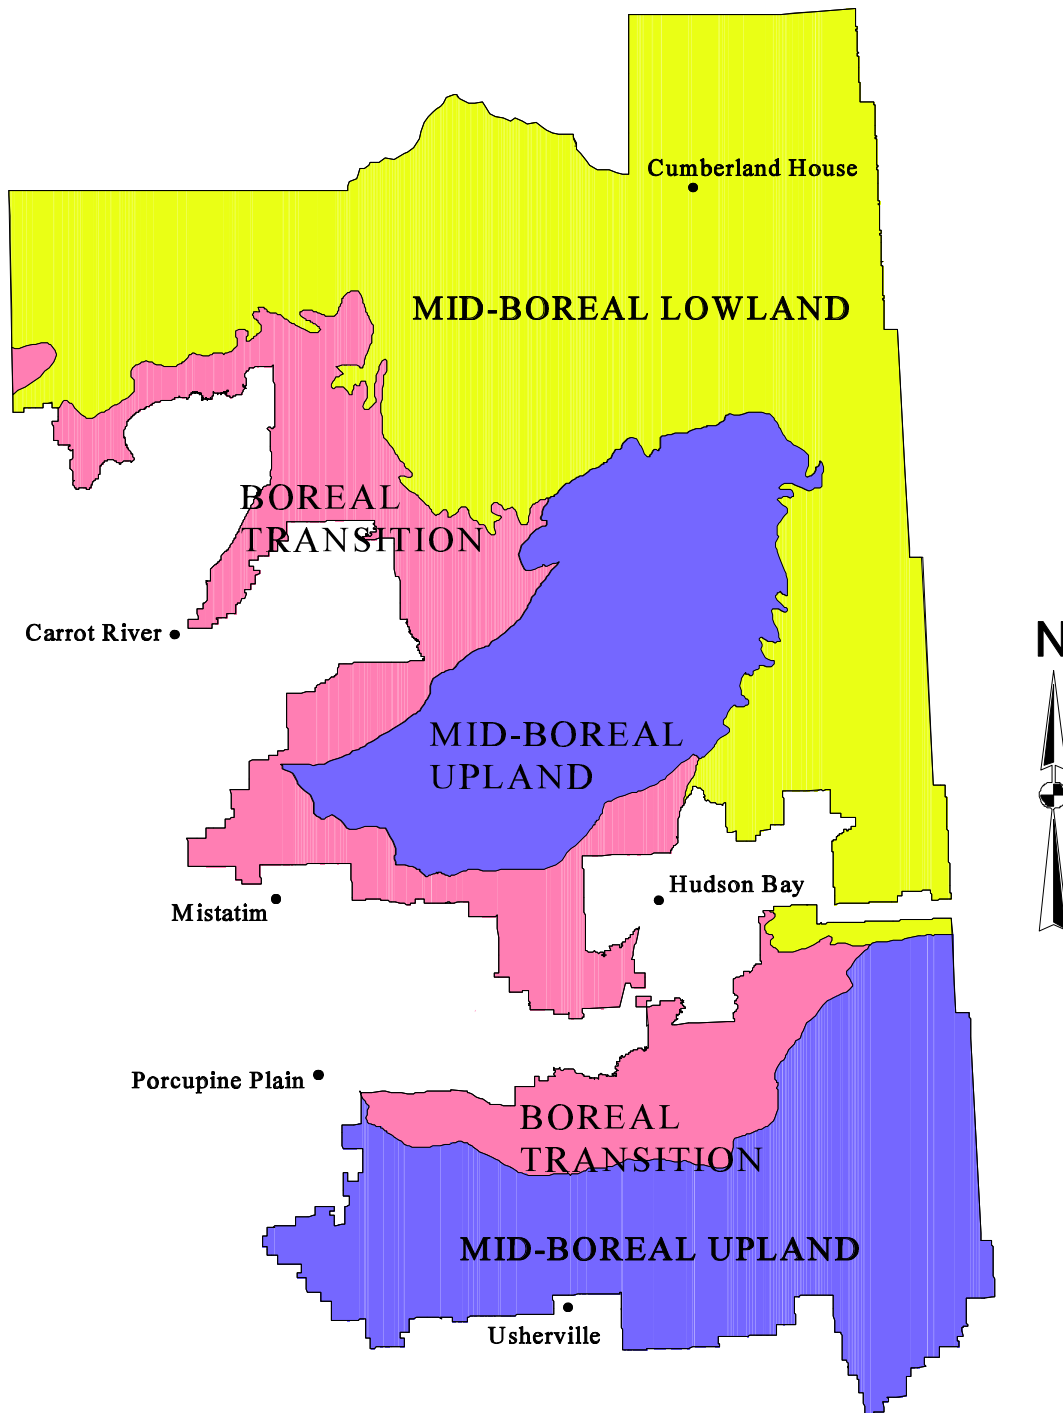 Cumberland House
MID-BOREAL LOWLAND
BOREAL
TRANSITION
Carrot River
N
MID-BOREAL
UPLAND
Hudson Bay
Mistatim
Porcupine Plain
BOREAL
TRANSITION
MID-BOREAL UPLAND
Usherville